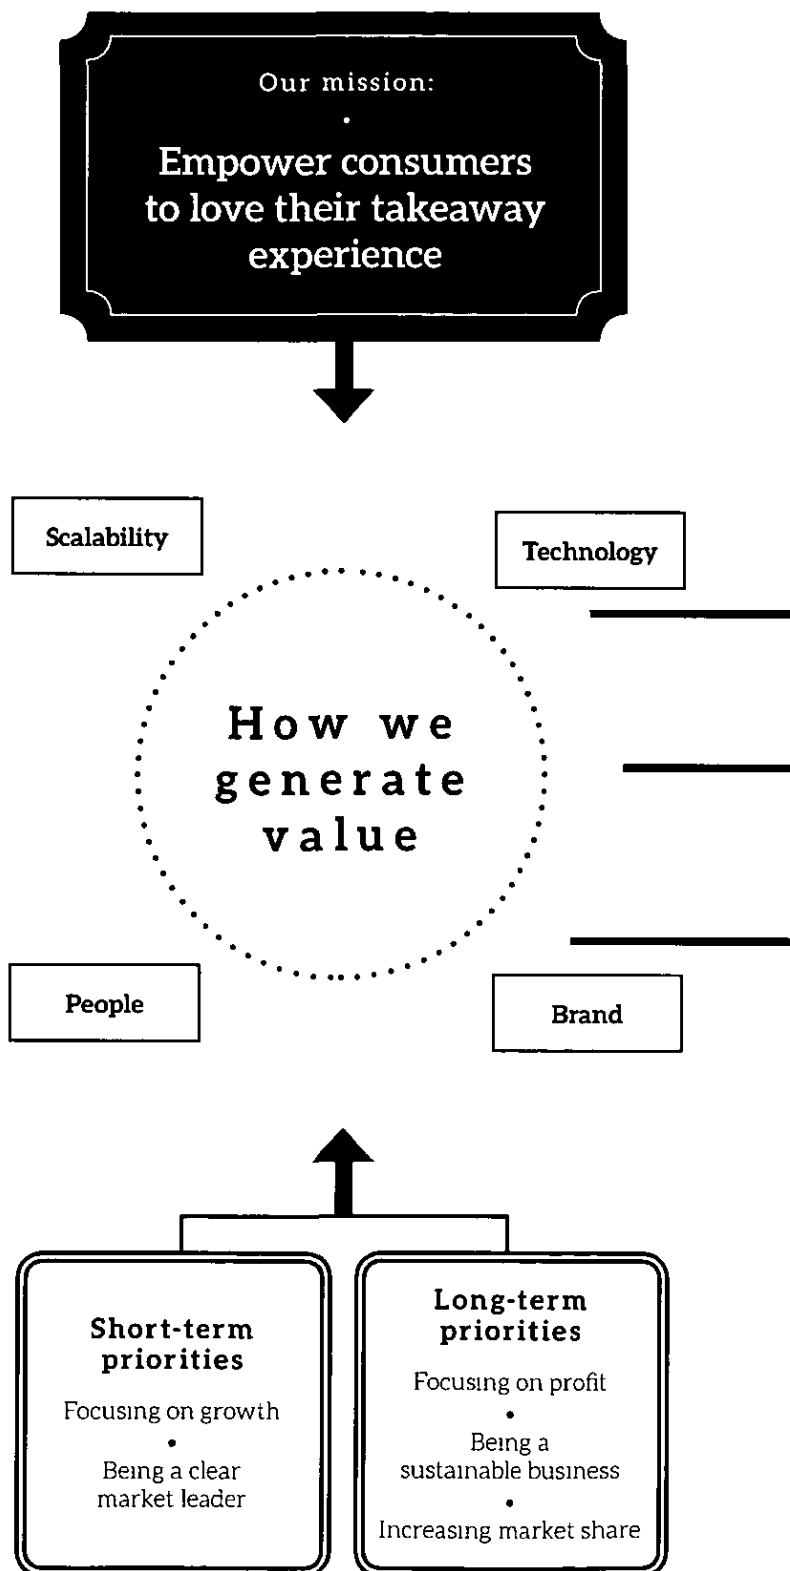 Our mission:
Empower consumers
to love their takeaway
experience
Scalability
Technology
How we
generate
value
People
Brand
Short-term
priorities
Focusing on growth
•
Being a clear
market leader
Long-term
priorities
Focusing on profit
•
Being a
sustainable business
•
Increasing market share